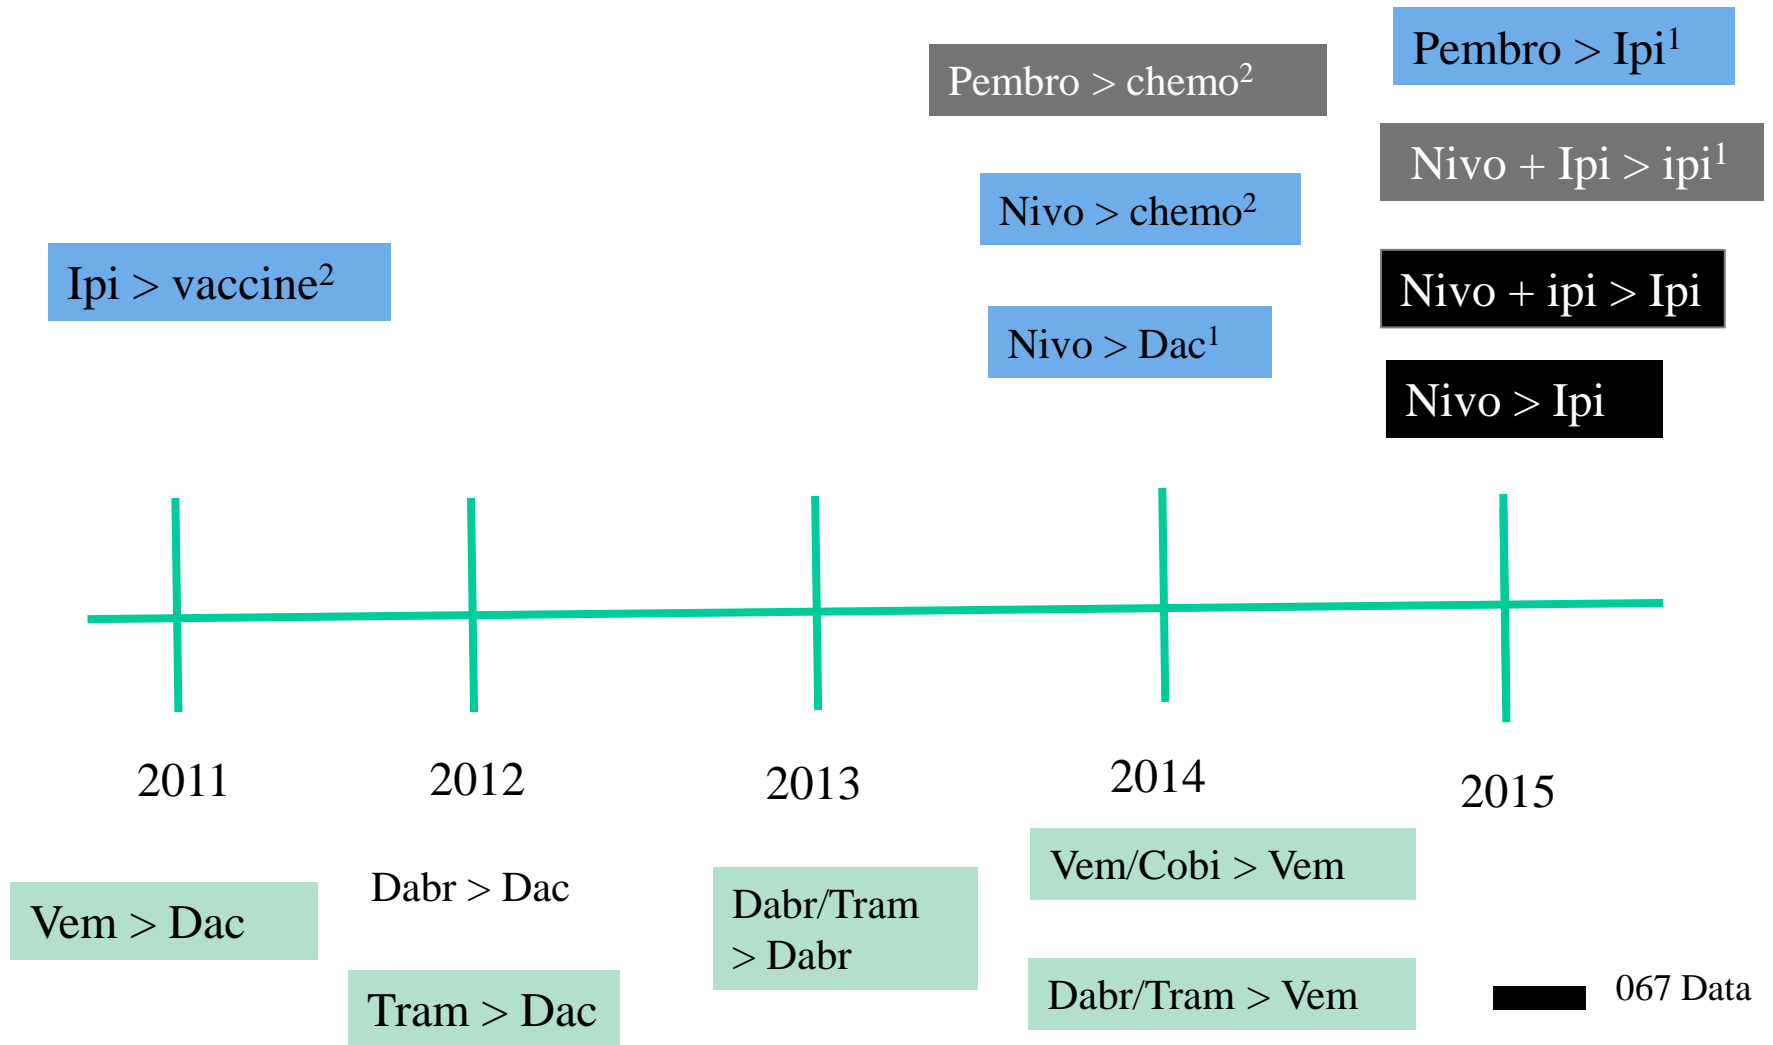 Pembro > Ipi¹
Pembro > chemo²
Nivo + Ipi > ipi¹
Nivo > chemo²
Ipi > vaccine²
Nivo + ipi > Ipi
Nivo > Dac¹
Nivo > Ipi
2011
2012
2013
2014
2015
Vem > Dac
Dabr > Dac
Tram > Dac
Dabr/Tram
> Dabr
Vem/Cobi > Vem
Dabr/Tram > Vem
067 Data